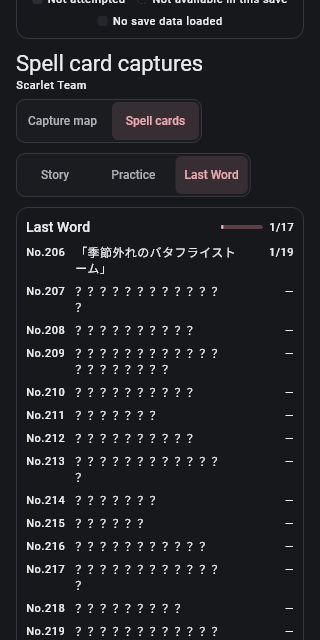 Not attempted Not available in this save
No save data loaded
Spell card captures
Scarlet Team
Capture map Spell cards
Story Practice Last Word
Last Word 1/17
No.206 「季節外れのバタフライスト 1/19
ーム」
No.207 ？？？？？？？？？？？？ —
？
No.208 ？？？？？？？？？？ —
No.209 ？？？？？？？？？？？？ —
？？？？？？？？
No.210 ？？？？？？？？？？ —
No.211 ？？？？？？？ —
No.212 ？？？？？？？？？？ —
No.213 ？？？？？？？？？？？？ —
？
No.214 ？？？？？？？ —
No.215 ？？？？？？ —
No.216 ？？？？？？？？？？？ —
No.217 ？？？？？？？？？？？？ —
？
No.218 ？？？？？？？？？ —
No.219 ？？？？？？？？？？？？ —